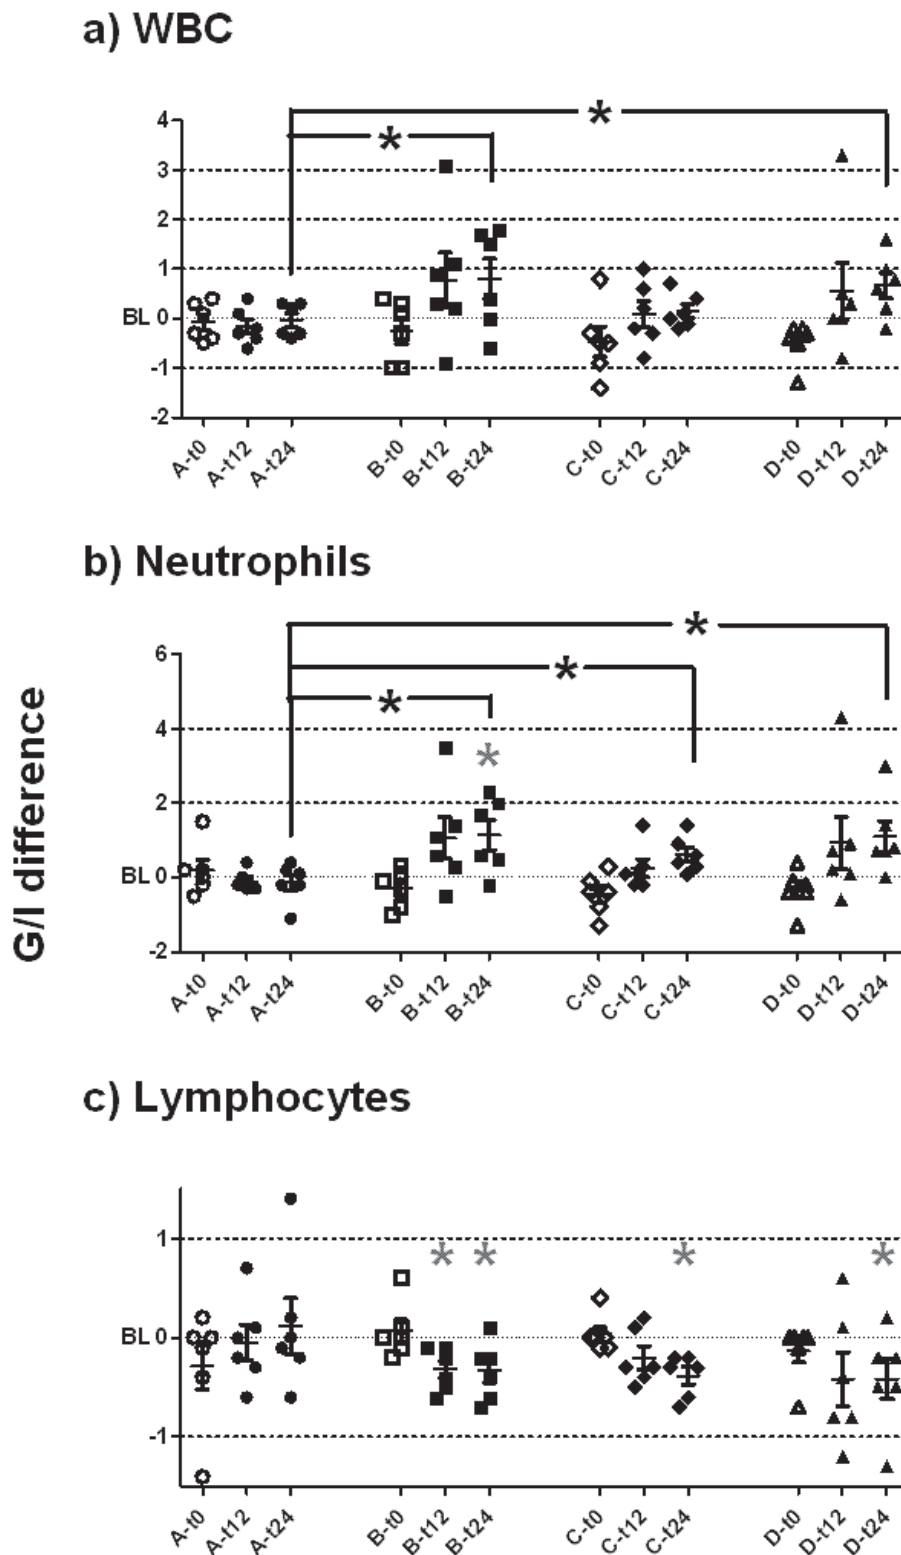 a) WBC
4
3
2
1
BL 0
-1
-2
A-t0 A-t12 A-t24 B-t0 B-t12 B-t24 C-t0 C-t12 C-t24 D-t0 D-t12 D-t24
b) Neutrophils
G/l difference
6
4
2
BL 0
-2
A-t0 A-t12 A-t24 B-t0 B-t12 B-t24 C-t0 C-t12 C-t24 D-t0 D-t12 D-t24
c) Lymphocytes
1
BL 0
-1
A-t0 A-t12 A-t24 B-t0 B-t12 B-t24 C-t0 C-t12 C-t24 D-t0 D-t12 D-t24